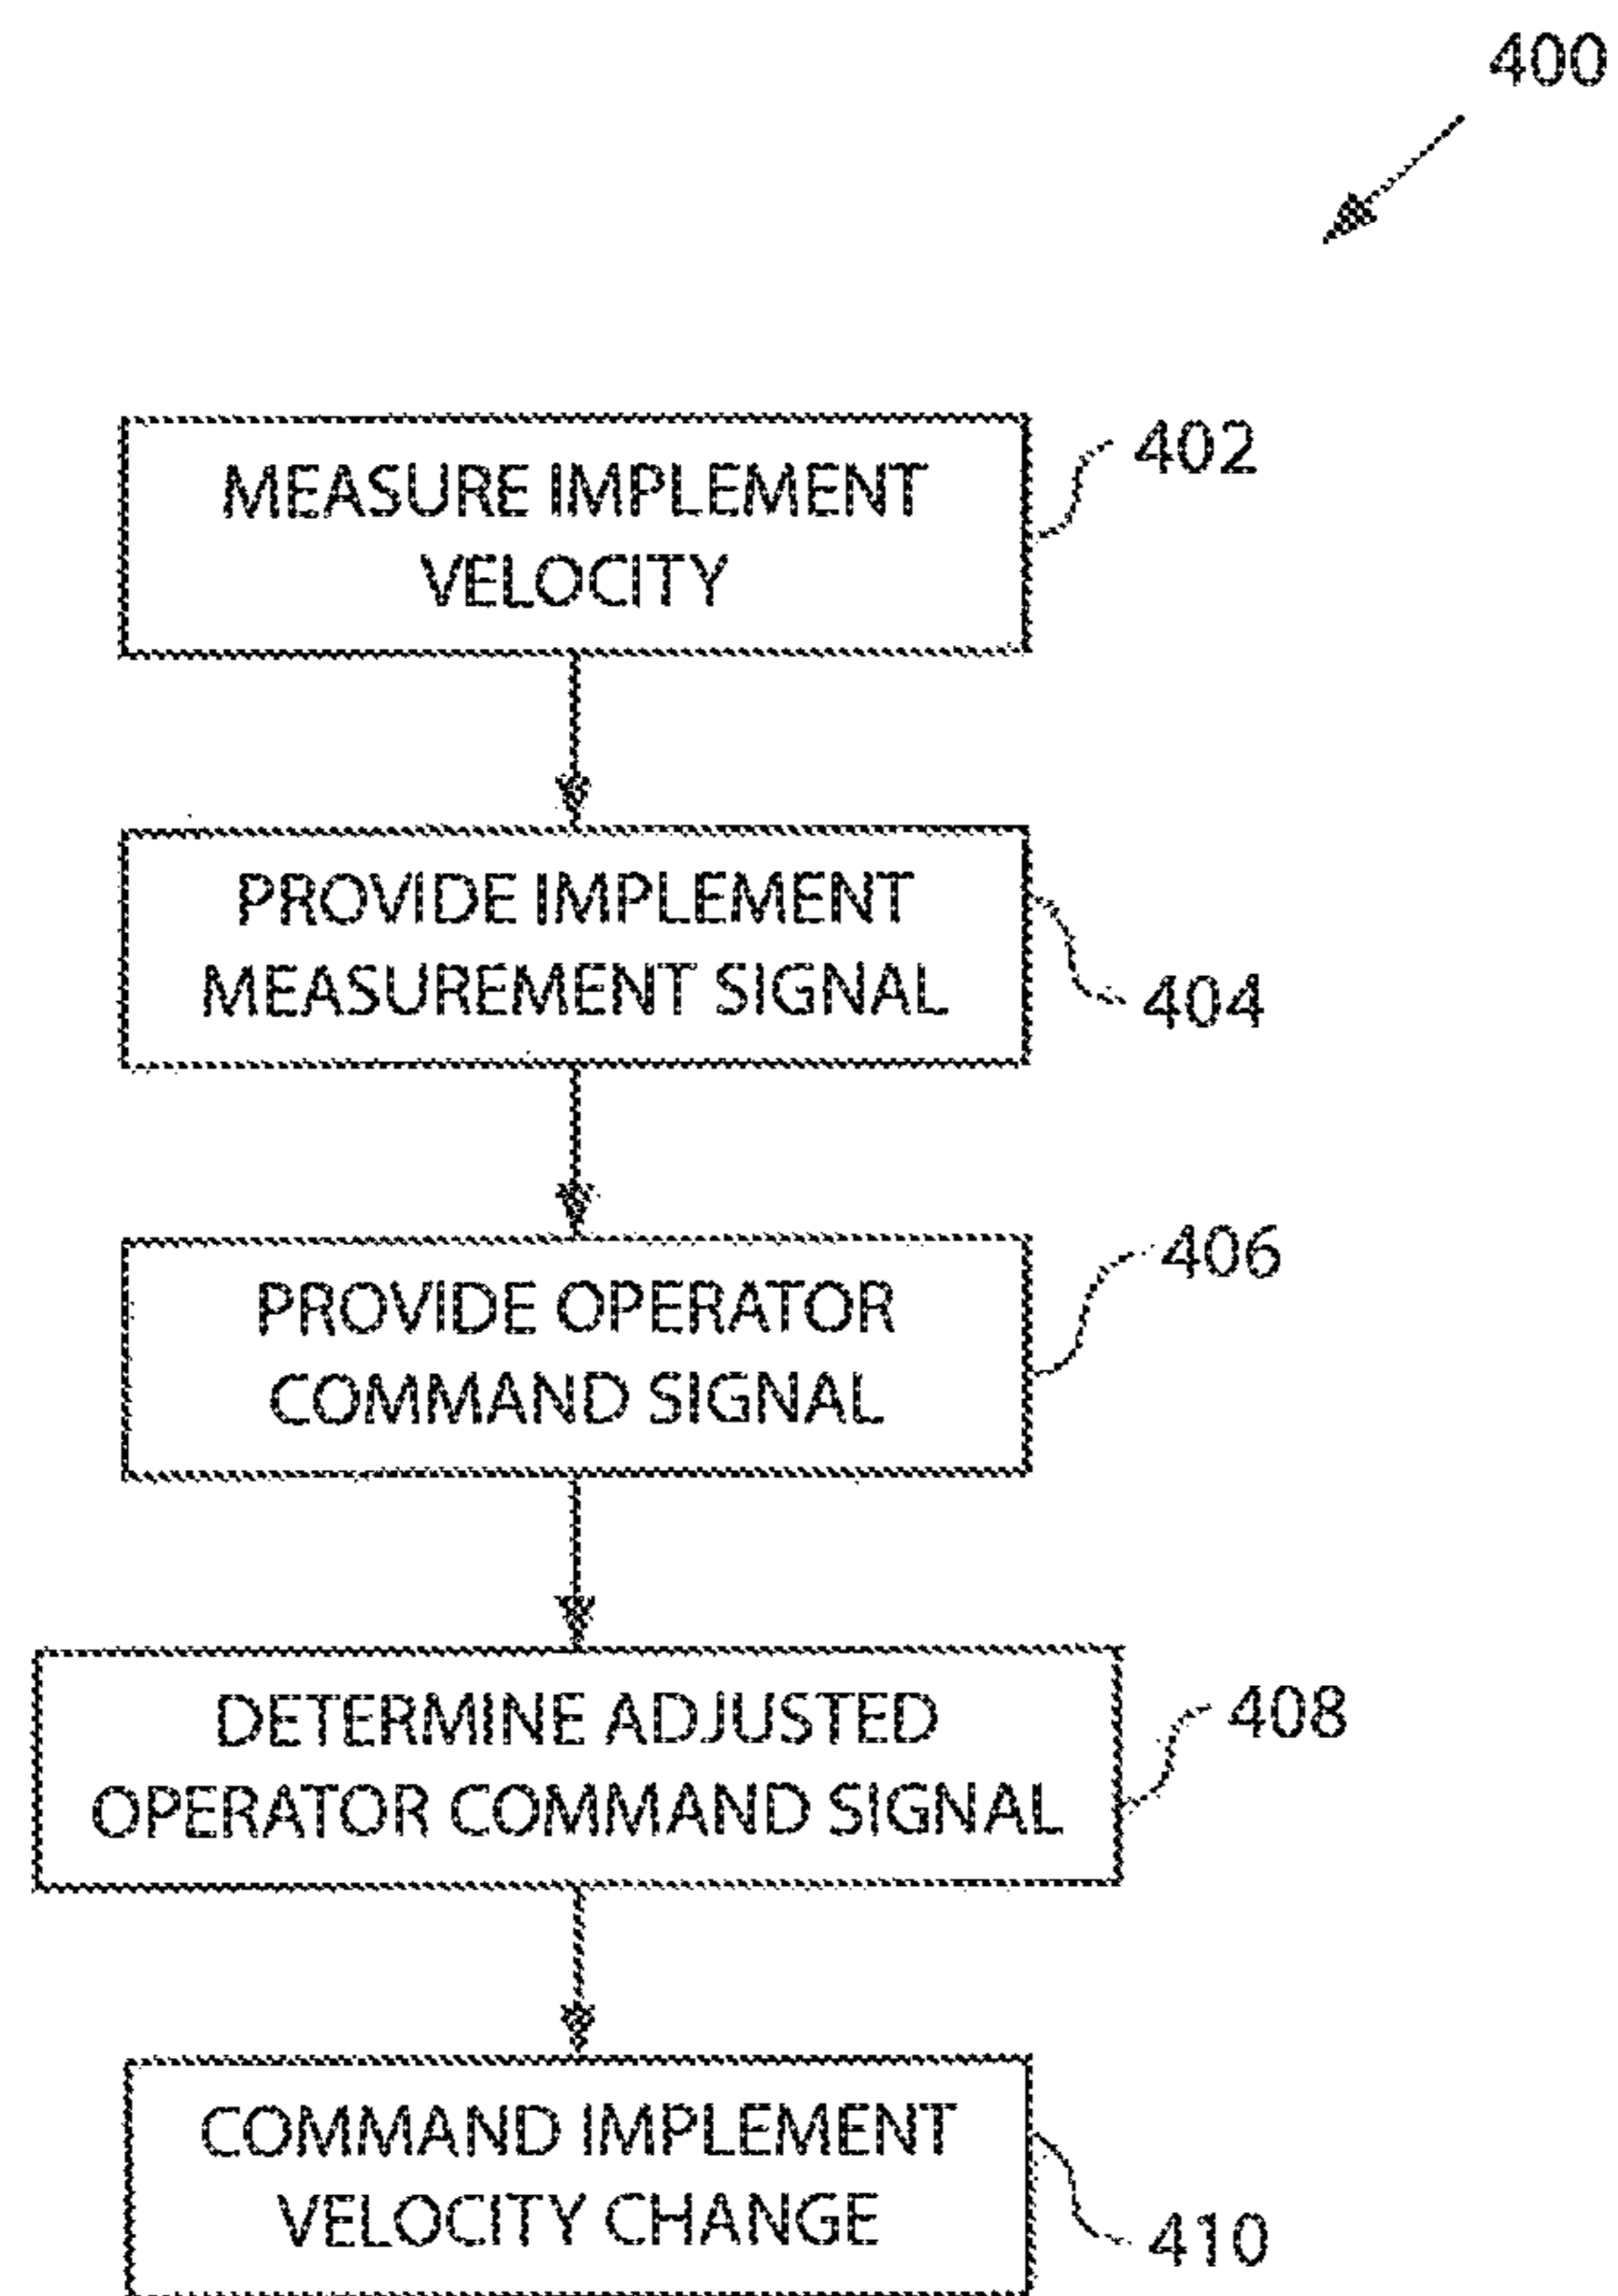 400
MEASURE IMPLEMENT
VELOCITY
402
PROVIDE IMPLEMENT
MEASUREMENT SIGNAL
404
PROVIDE OPERATOR
COMMAND SIGNAL
406
DETERMINE ADJUSTED
OPERATOR COMMAND SIGNAL
408
COMMAND IMPLEMENT
VELOCITY CHANGE
410